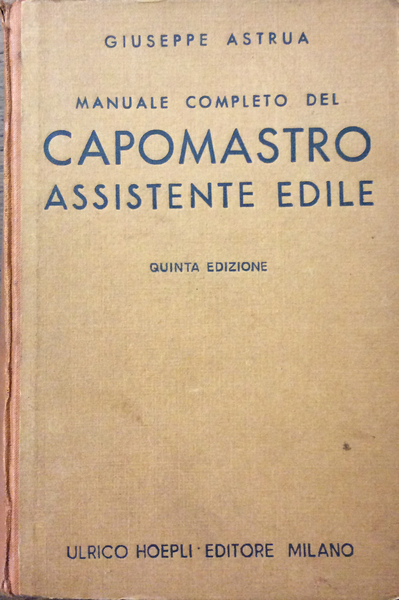 GIUSEPPE ASTRUA
MANUALE COMPLETO DEL
CAPOMASTRO
ASSISTENTE EDILE
QUINTA EDIZIONE
ULRICO HOEPLI · EDITORE MILANO